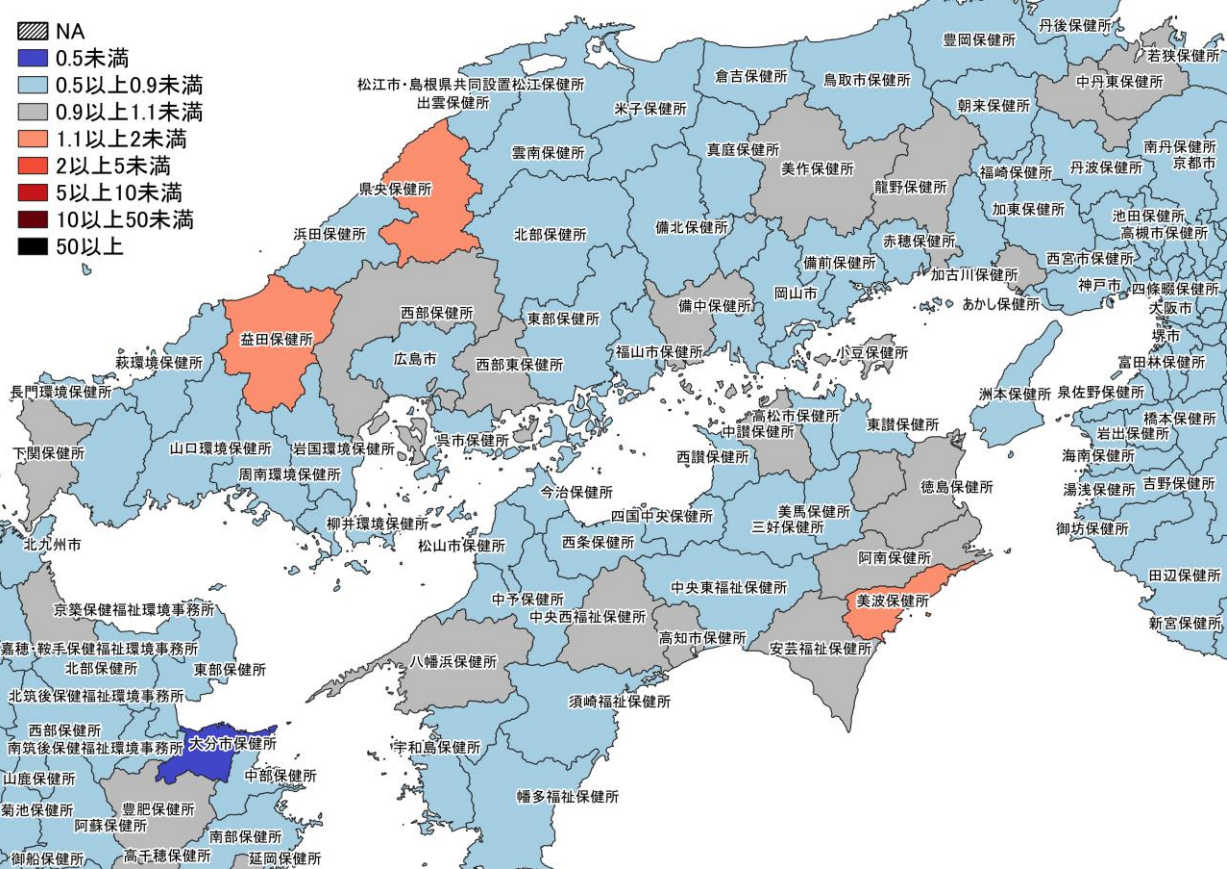 NA
0.5未満
0.5以上0.9未満
0.9以上1.1未満
1.1以上2未満
2以上5未満
5以上10未満
10以上50未満
50以上
丹後保健所
豊岡保健所
若狭保健所
中丹東保健所
倉吉保健所
鳥取市保健所
松江市・島根県共同設置松江保健所
出雲保健所
米子保健所
朝来保健所
雲南保健所
真庭保健所
美作保健所
南丹保健所
京都市
丹波保健所
福崎保健所
龍野保健所
県央保健所
加東保健所
池田保健所
高槻市保健所
浜田保健所
北部保健所
備北保健所
赤穂保健所
備前保健所
西宮市保健所
加古川保健所
神戸市
四條畷保健所
岡山市
あかし保健所
大阪市
備中保健所
西部保健所
東部保健所
堺市
益田保健所
広島市
西部東保健所
福山市保健所
小豆保健所
富田林保健所
萩環境保健所
長門環境保健所
洲本保健所
泉佐野保健所
高松市保健所
橋本保健所
東讃保健所
中讃保健所
岩出保健所
呉市保健所
山口環境保健所
岩国環境保健所
下関保健所
西讃保健所
海南保健所
周南環境保健所
徳島保健所
湯浅保健所
吉野保健所
今治保健所
美馬保健所
四国中央保健所
三好保健所
柳井環境保健所
御坊保健所
松山市保健所
西条保健所
北九州市
阿南保健所
田辺保健所
中央東福祉保健所
中予保健所
美波保健所
京築保健福祉環境事務所
中央西福祉保健所
新宮保健所
高知市保健所
嘉穂・鞍手保健福祉環境事務所
安芸福祉保健所
八幡浜保健所
北部保健所
東部保健所
北筑後保健福祉環境事務所
須崎福祉保健所
西部保健所
大分市保健所
南筑後保健福祉環境事務所
宇和島保健所
山鹿保健所
中部保健所
幡多福祉保健所
菊池保健所
豊肥保健所
阿蘇保健所
南部保健所
御船保健所
高千穂保健所
延岡保健所